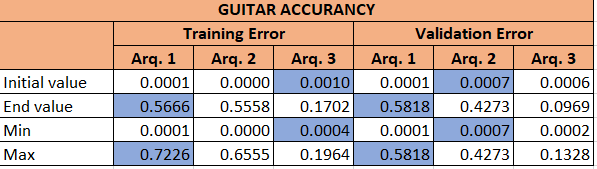 GUITAR ACCURANCY
Training Error Validation Error
Arq. 1 Arq. 2 Arq. 3 Arq. 1 Arq. 2 Arq. 3
Initial value 0.0001 0.0000 0.0010 0.0001 0.0007 0.0006
End value 0.5666 0.5558 0.1702 0.5818 0.4273 0.0969
Min 0.0001 0.0000 0.0004 0.0001 0.0007 0.0002
Max 0.7226 0.6555 0.1964 0.5818 0.4273 0.1328